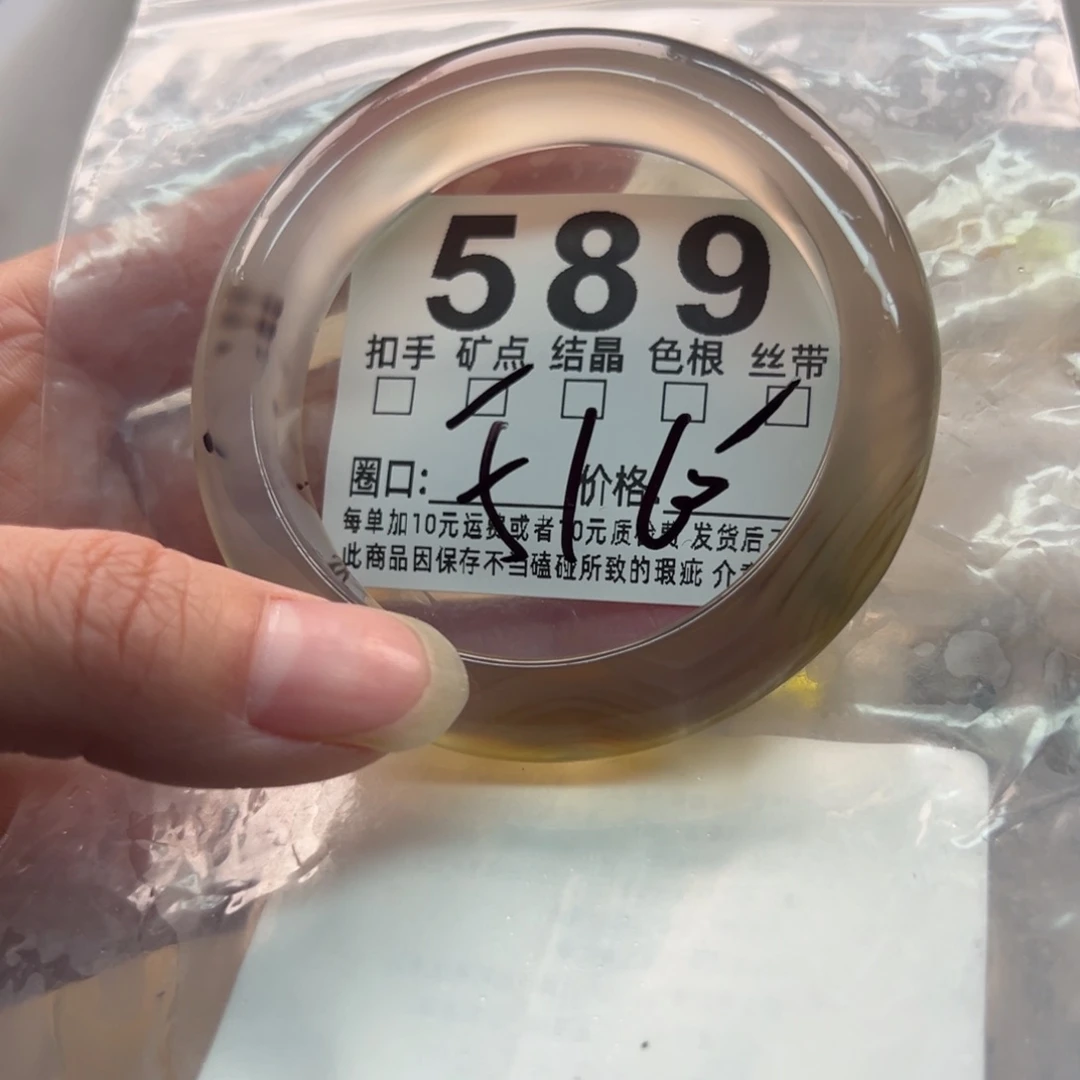 589
扣手 矿点 结晶 色根 丝带
圈口: 价格:
每单加10元运费或者10元质检费 发货后
此商品因保存不当磕碰所致的瑕疵 介